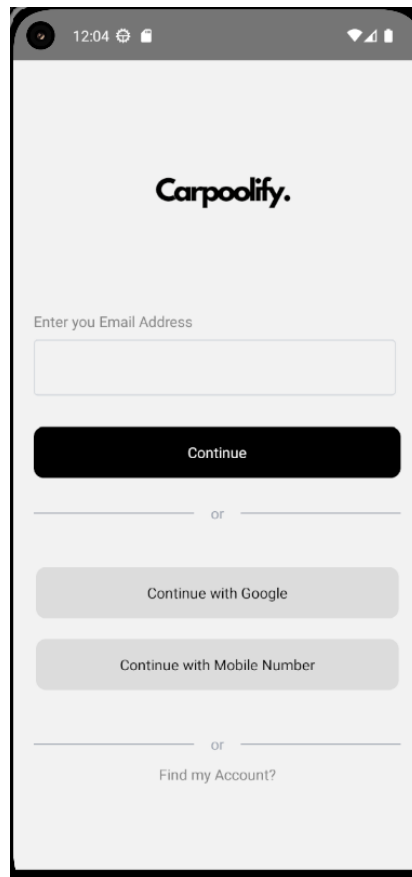 12:04
Carpoolify.
Enter you Email Address
Continue
or
Continue with Google
Continue with Mobile Number
or
Find my Account?